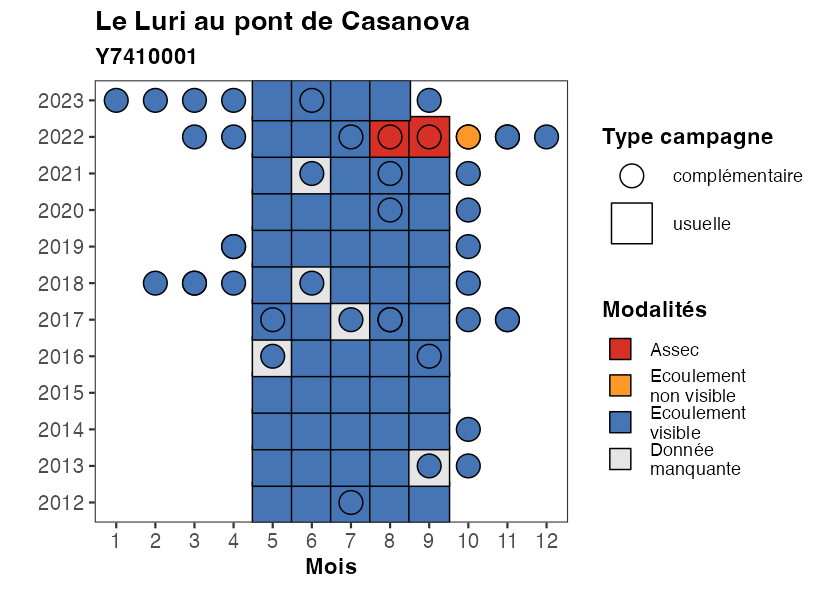 Le Luri au pont de Casanova
Y7410001
2023
2022
2021
2020
2019
2018
2017
2016
2015
2014
2013
2012
1 2 3 4 5 6 7 8 9 10 11 12
Mois
Type campagne
complémentaire
usuelle
Modalités
Assec
Ecoulement
non visible
Ecoulement
visible
Donnée
manquante